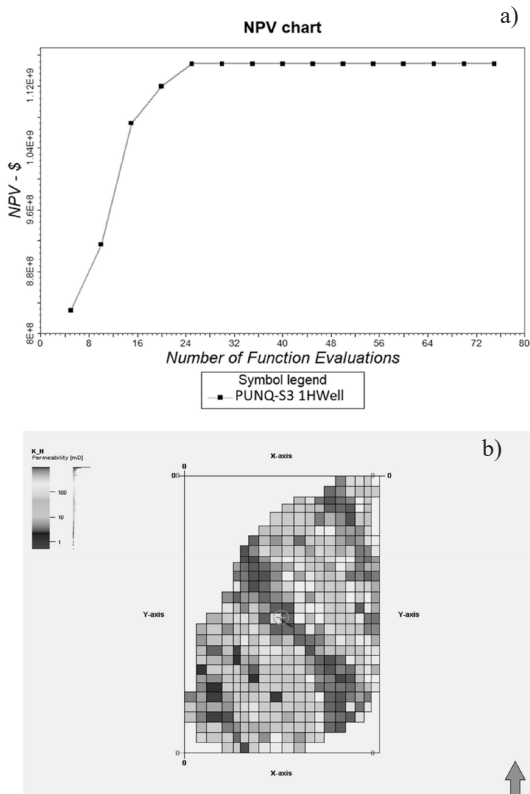 a)
NPV chart
NPV - $
1.12E+9
1.04E+9
9.6E+8
8.8E+8
8E+8
0 8 16 24 32 40 48 56 64 72 80
Number of Function Evaluations
Symbol legend
PUNQ-S3 1HWell
b)
K_H
Permeability [mD]
100
10
1
X-axis
0
0
0
Y-axis
Y-axis
0
0
0
X-axis